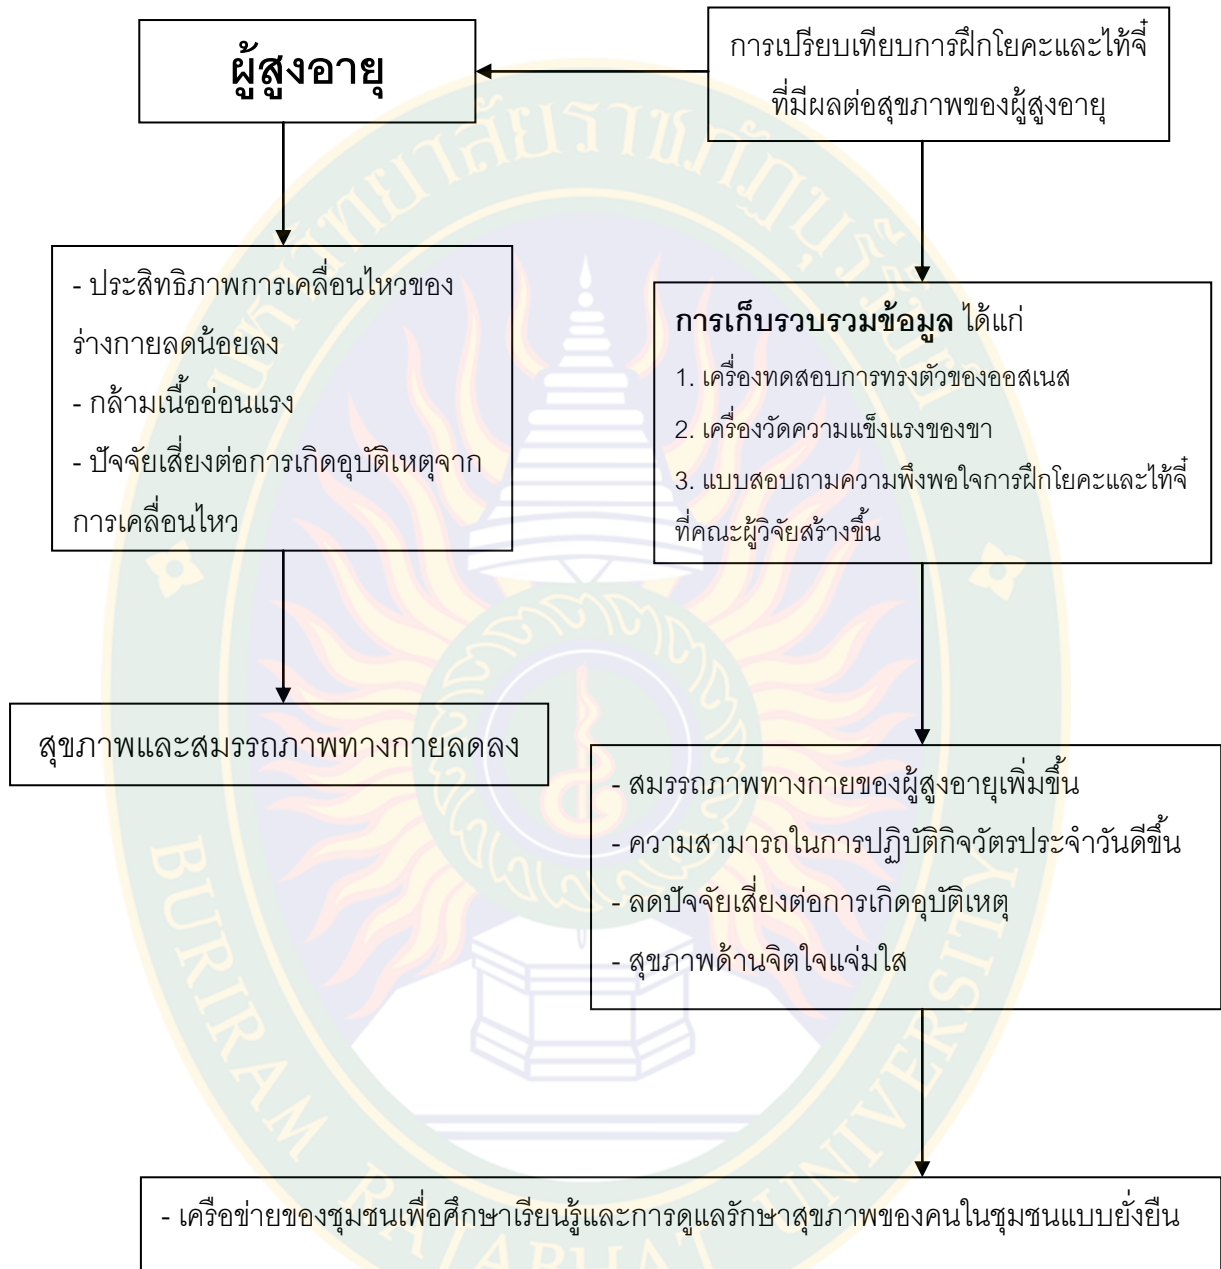 ผู้สูงอายุ
การเปรียบเทียบการฝึกโยคะและไท้จี๋
ที่มีผลต่อสุขภาพของผู้สูงอายุ
- ประสิทธิภาพการเคลื่อนไหวของ
ร่างกายลดน้อยลง
- กล้ามเนื้ออ่อนแรง
- ปัจจัยเสี่ยงต่อการเกิดอุบัติเหตุจาก
การเคลื่อนไหว
การเก็บรวบรวมข้อมูล ได้แก่
1. เครื่องทดสอบการทรงตัวของออสเนส
2. เครื่องวัดความแข็งแรงของขา
3. แบบสอบถามความพึงพอใจการฝึกโยคะและไท้จี๋
ที่คณะผู้วิจัยสร้างขึ้น
สุขภาพและสมรรถภาพทางกายลดลง
- สมรรถภาพทางกายของผู้สูงอายุเพิ่มขึ้น
- ความสามารถในการปฏิบัติกิจวัตรประจำวันดีขึ้น
- ลดปัจจัยเสี่ยงต่อการเกิดอุบัติเหตุ
- สุขภาพด้านจิตใจแจ่มใส
- เครือข่ายของชุมชนเพื่อศึกษาเรียนรู้และการดูแลรักษาสุขภาพของคนในชุมชนแบบยั่งยืน
มหาวิทยาลัยราชภัฏบุรีรัมย์
BURIRAM RAJABHAT UNIVERSITY